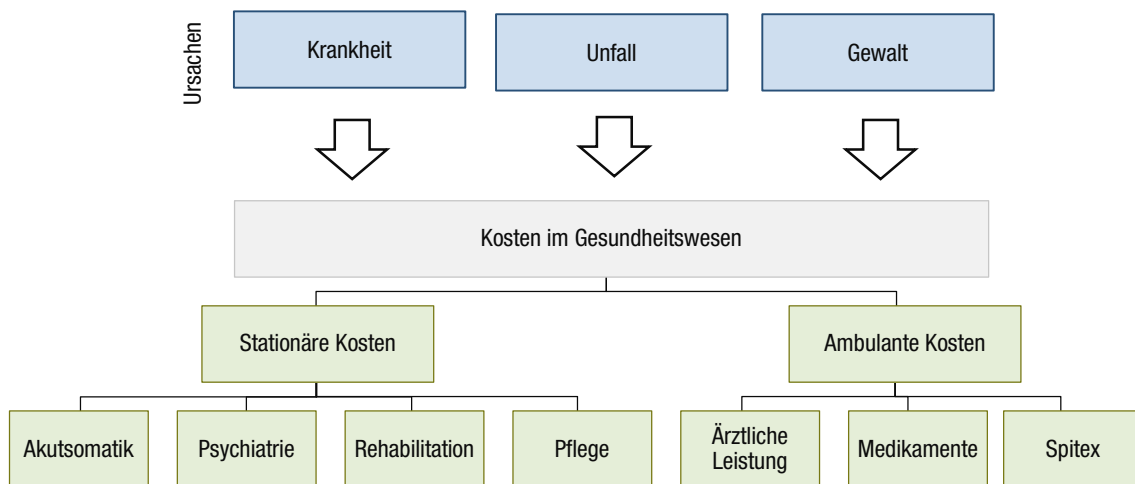 Ursachen
Krankheit
Unfall
Gewalt
Kosten im Gesundheitswesen
Stationäre Kosten
Ambulante Kosten
Akutsomatik
Psychiatrie
Rehabilitation
Pflege
Ärztliche
Leistung
Medikamente
Spitex